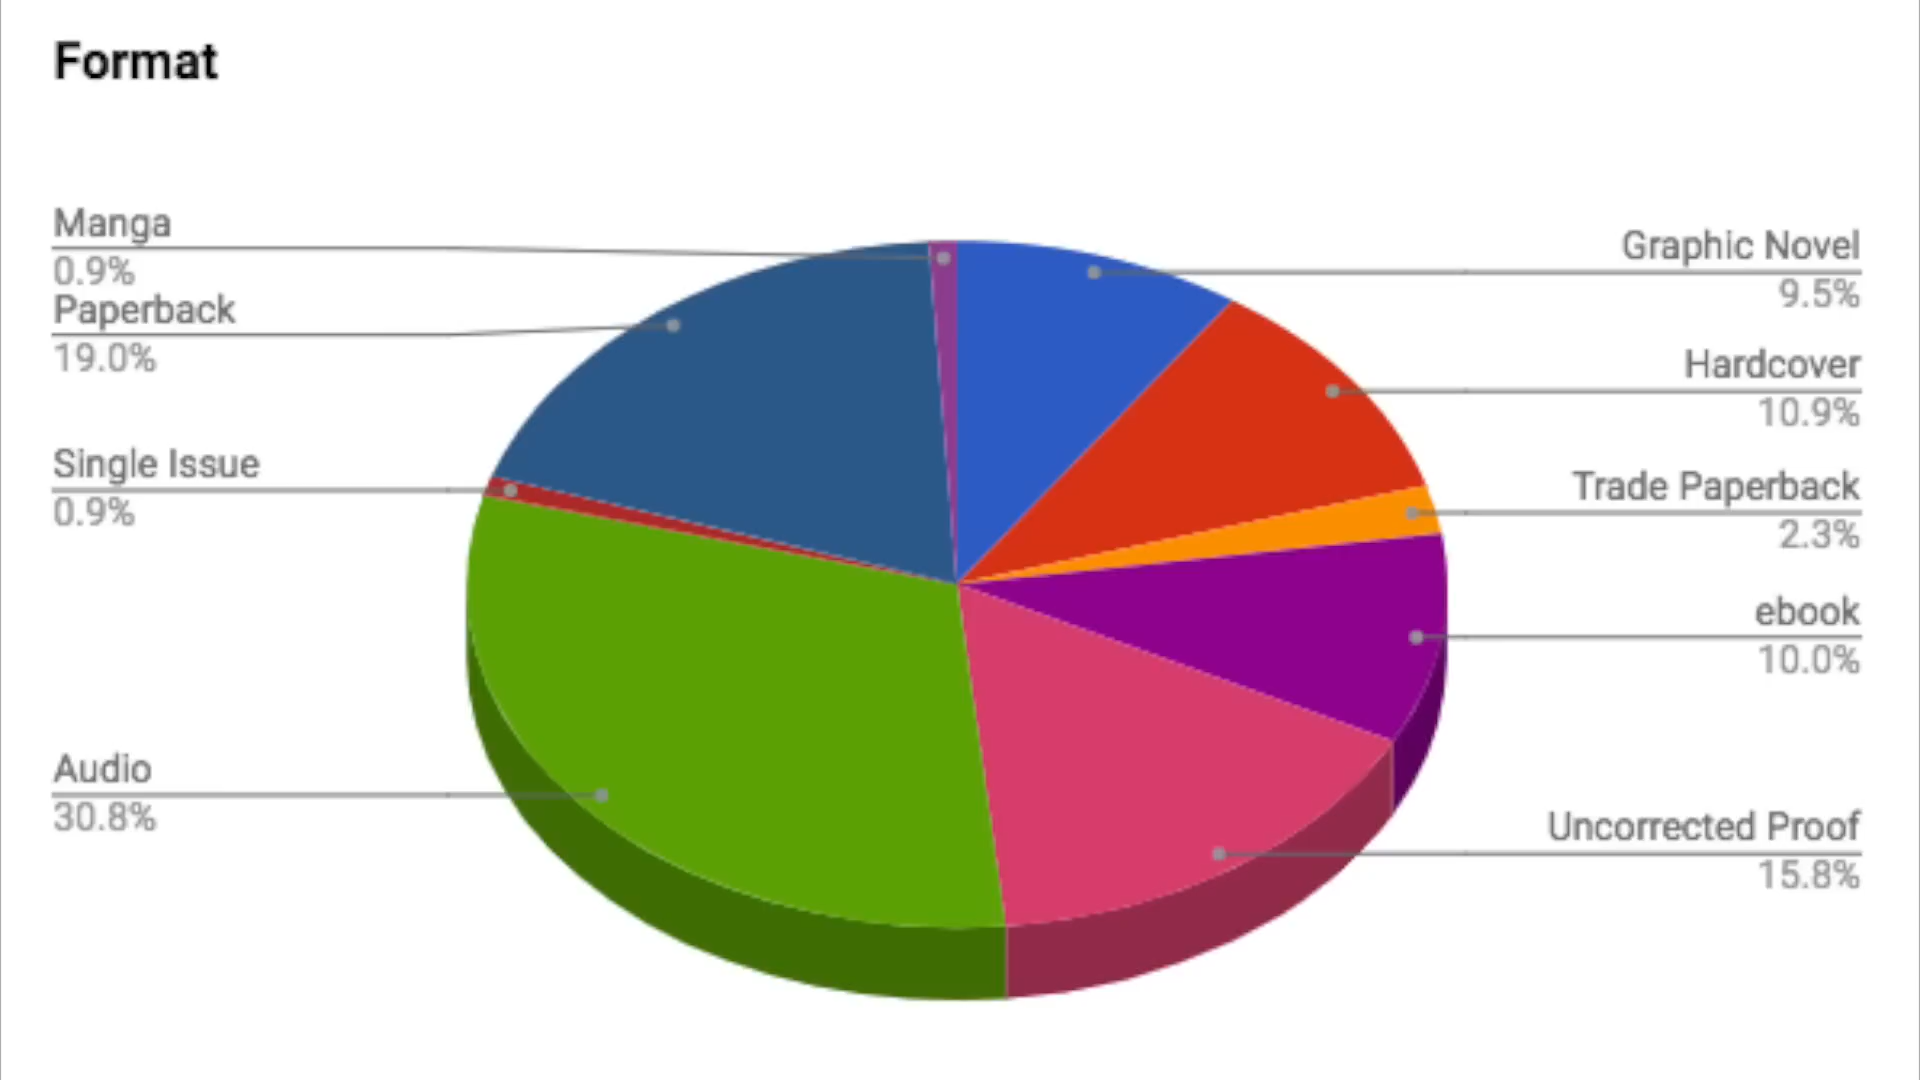 Format
Manga
0.9%
Paperback
19.0%
Single Issue
0.9%
Audio
30.8%
Graphic Novel
9.5%
Hardcover
10.9%
Trade Paperback
2.3%
ebook
10.0%
Uncorrected Proof
15.8%